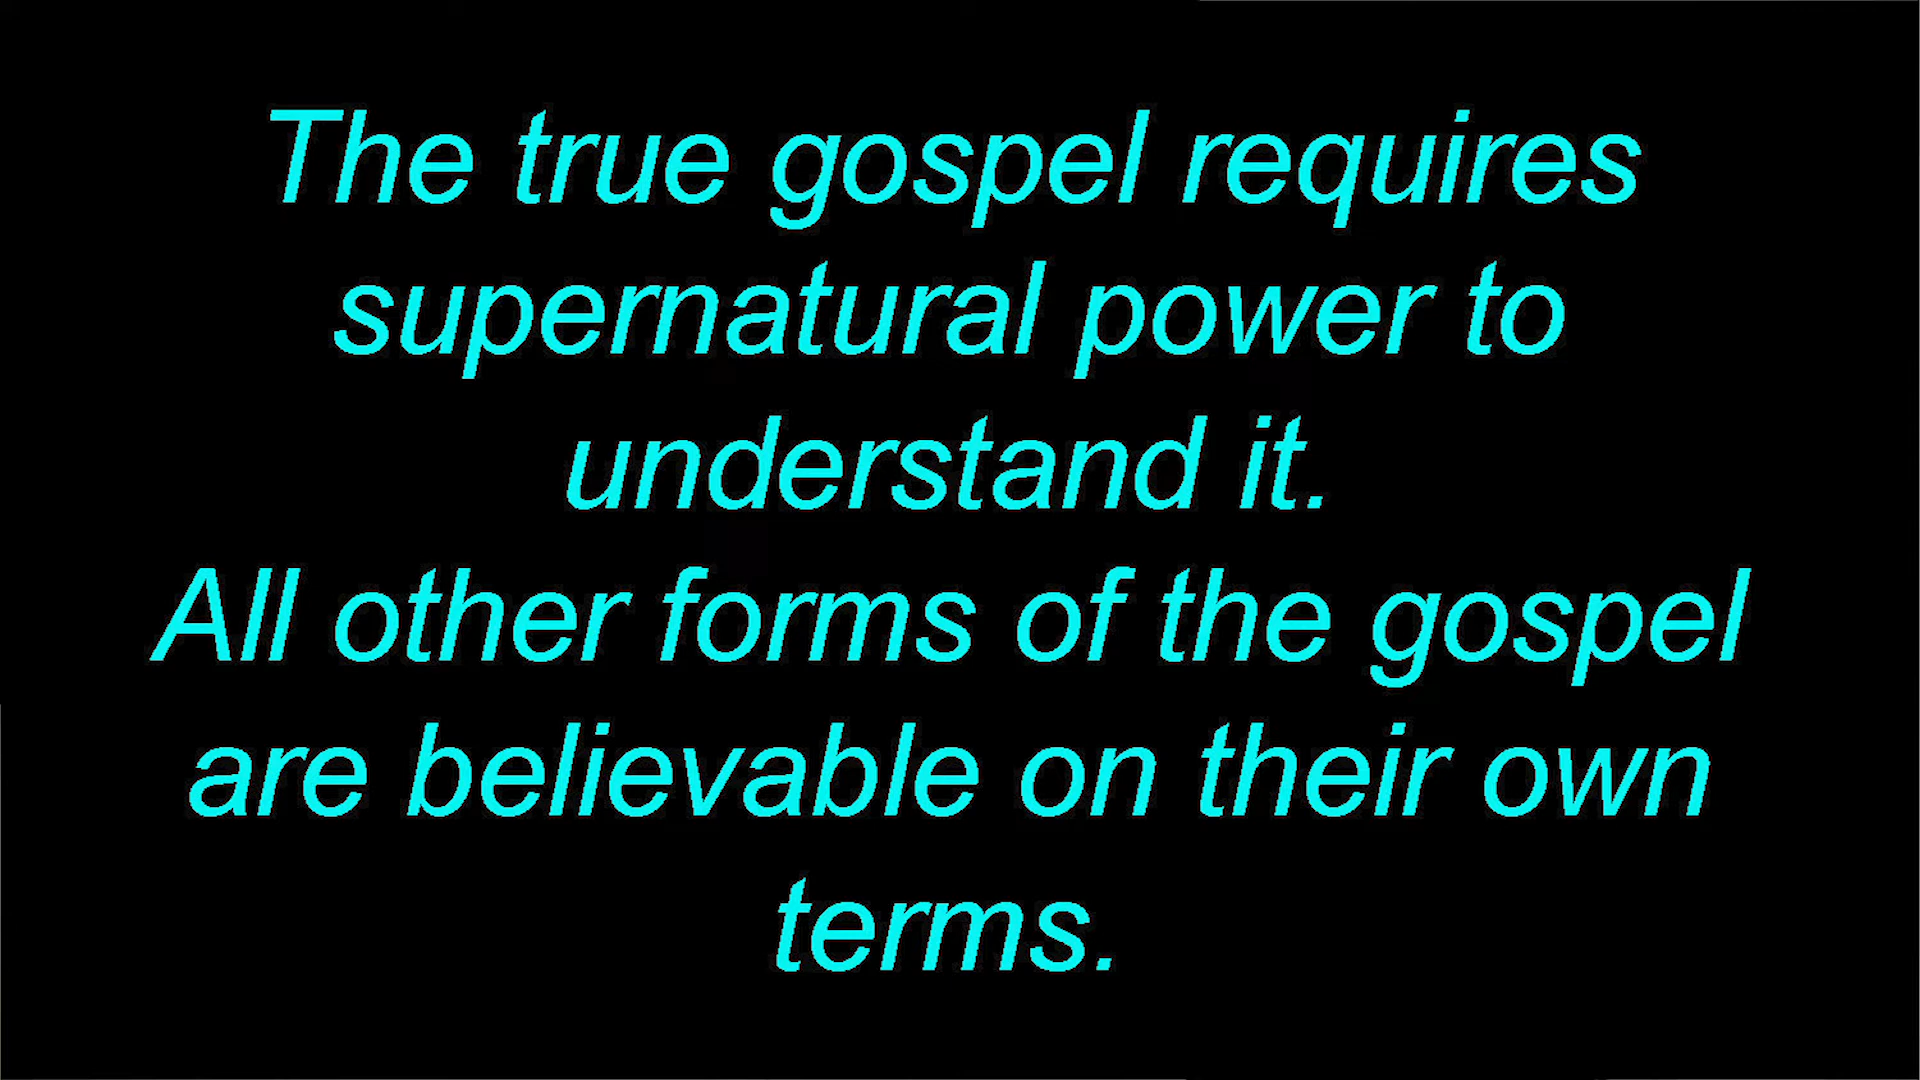 The true gospel requires
supernatural power to
understand it.
All other forms of the gospel
are believable on their own
terms.